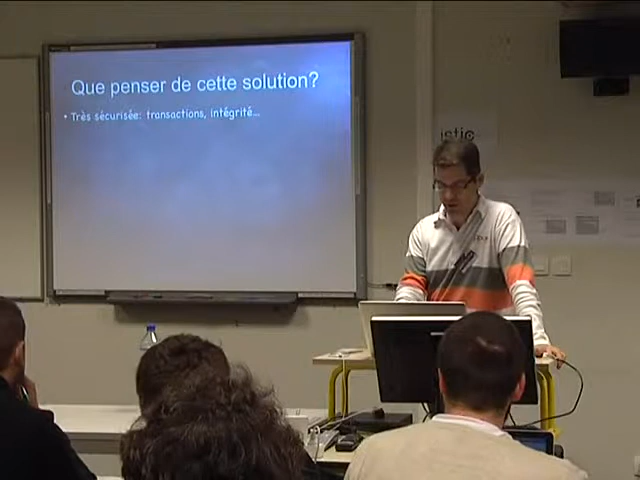 Que penser de cette solution?
• Très sécurisée: transactions, intégrité...
istic